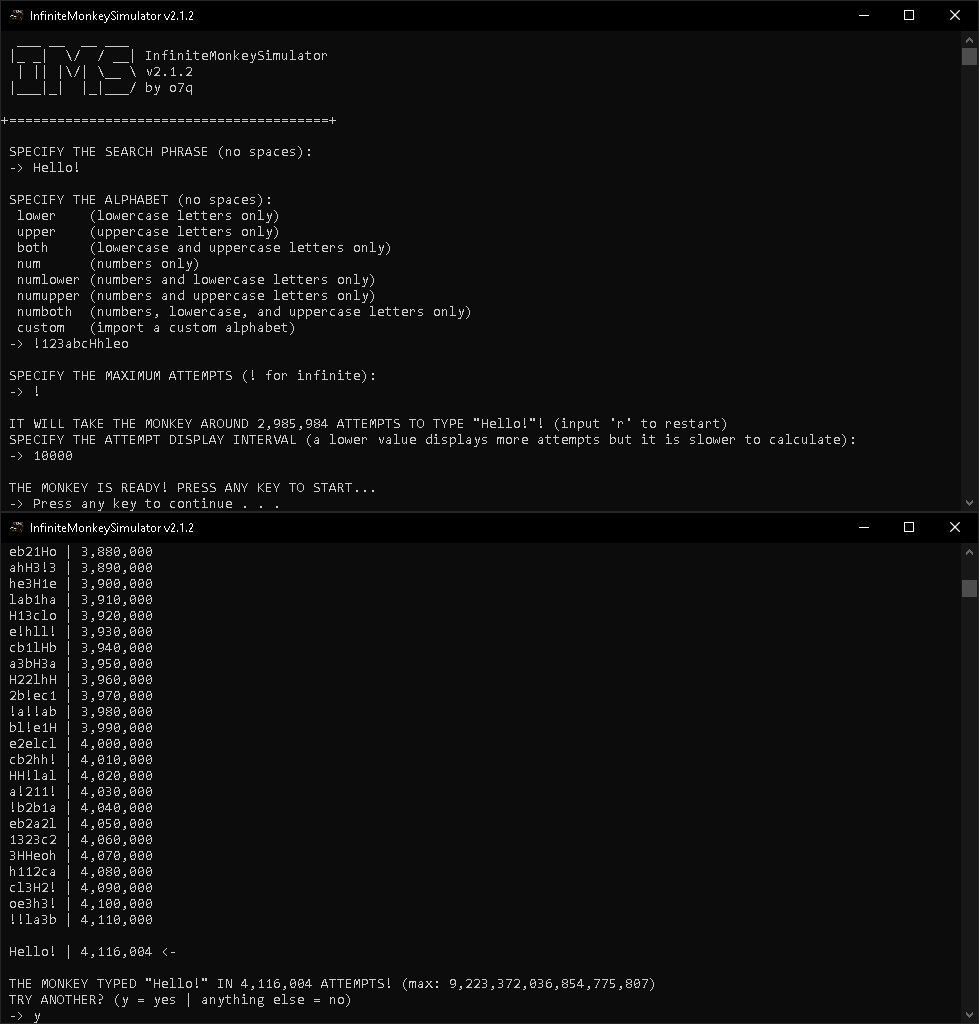 InfiniteMonkeySimulator v2.1.2
InfiniteMonkeySimulator
v2.1.2
by o7q
+========================================+
SPECIFY THE SEARCH PHRASE (no spaces):
-> Hello!
SPECIFY THE ALPHABET (no spaces):
lower    (lowercase letters only)
upper    (uppercase letters only)
both     (lowercase and uppercase letters only)
num      (numbers only)
numlower (numbers and lowercase letters only)
numupper (numbers and uppercase letters only)
numboth  (numbers, lowercase, and uppercase letters only)
custom   (import a custom alphabet)
-> !123abcHhleo
SPECIFY THE MAXIMUM ATTEMPTS (! for infinite):
-> !
IT WILL TAKE THE MONKEY AROUND 2,985,984 ATTEMPTS TO TYPE "Hello!"! (input 'r' to restart)
SPECIFY THE ATTEMPT DISPLAY INTERVAL (a lower value displays more attempts but it is slower to calculate):
-> 10000
THE MONKEY IS READY! PRESS ANY KEY TO START...
-> Press any key to continue . . .
InfiniteMonkeySimulator v2.1.2
eb21Ho | 3,880,000
ahH3!3 | 3,890,000
he3H1e | 3,900,000
lab1ha | 3,910,000
H13clo | 3,920,000
e!hll! | 3,930,000
cb1lHb | 3,940,000
a3bH3a | 3,950,000
H22lhH | 3,960,000
2b!ec1 | 3,970,000
!a!!ab | 3,980,000
bl!e1H | 3,990,000
e2elcl | 4,000,000
cb2hh! | 4,010,000
HH!lal | 4,020,000
a!211! | 4,030,000
!b2b1a | 4,040,000
eb2a2l | 4,050,000
1323c2 | 4,060,000
3HHeoh | 4,070,000
h112ca | 4,080,000
cl3H2! | 4,090,000
oe3h3! | 4,100,000
!!la3b | 4,110,000
Hello! | 4,116,004 <-
THE MONKEY TYPED "Hello!" IN 4,116,004 ATTEMPTS! (max: 9,223,372,036,854,775,807)
TRY ANOTHER? (y = yes | anything else = no)
-> y